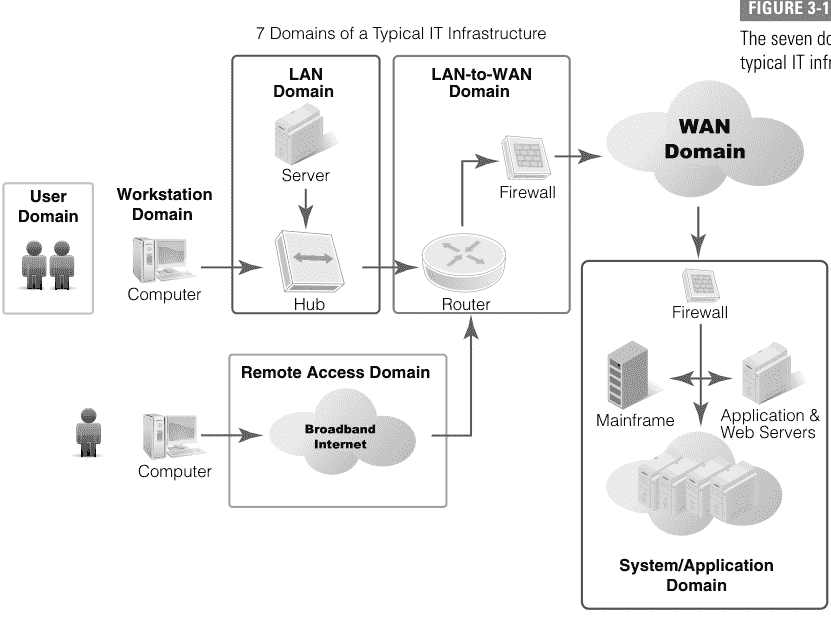 FIGURE 3-1
The seven do
typical IT infr
7 Domains of a Typical IT Infrastructure
LAN
Domain
Server
Hub
LAN-to-WAN
Domain
Firewall
Router
WAN
Domain
User
Domain
Workstation
Domain
Computer
Remote Access Domain
Broadband
Internet
Computer
Firewall
Mainframe
Application &
Web Servers
System/Application
Domain